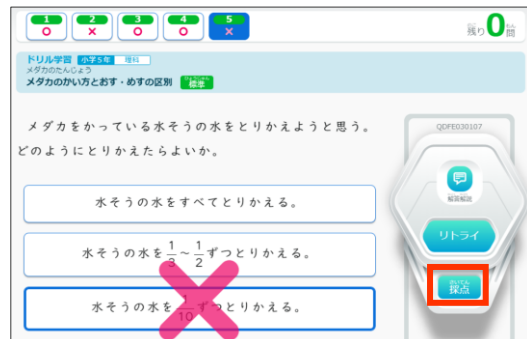 1 2 3 4 5
残り0問
ドリル学習 小学5年 理科
メダカのたんじょう
メダカのかい方とおす・めすの区別 標準
メダカをかっている水そうの水をとりかえようと思う。
どのようにとりかえたらよいか。
QDFE030107
解答解説
水そうの水をすべてとりかえる。
リトライ
水そうの水を1/3～1/2ずつとりかえる。
採点
水そうの水を1/10ずつとりかえる。